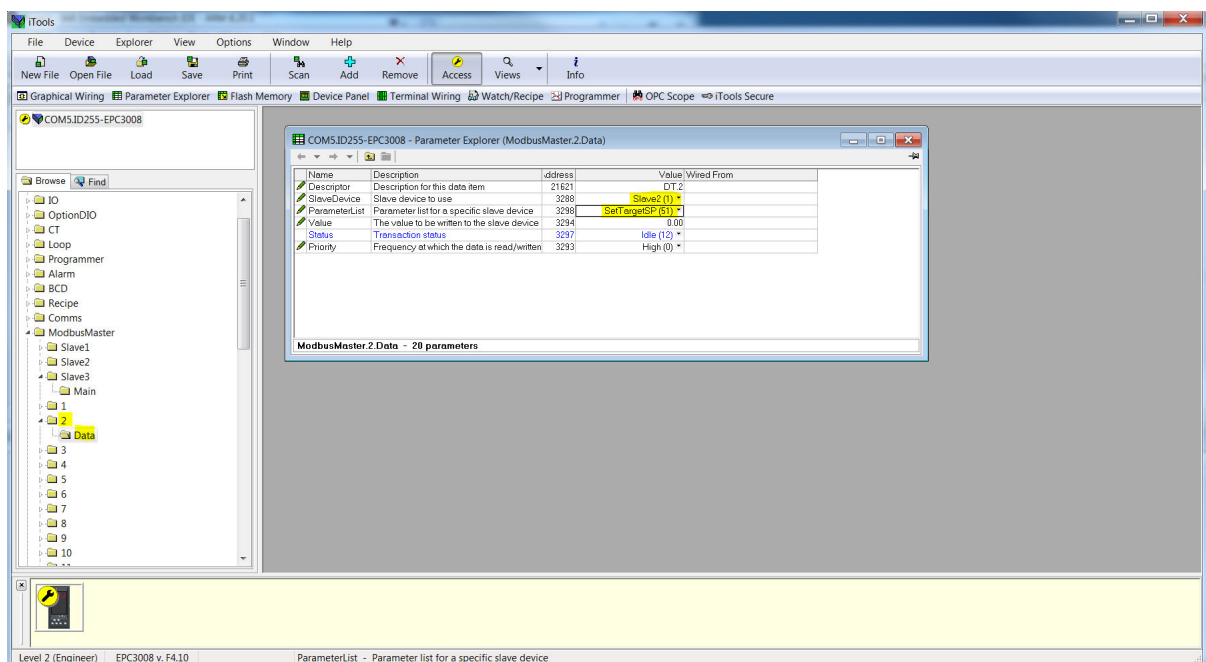 iTools
File Device Explorer View Options Window Help
New File Open File Load Save Print Scan Add Remove Access Views Info
Graphical Wiring Parameter Explorer Flash Memory Device Panel Terminal Wiring Watch/Recipe Programmer OPC Scope iTools Secure
COM5.ID255-EPC3008
Browse Find
IO
OptionDIO
CT
Loop
Programmer
Alarm
BCD
Recipe
Comms
ModbusMaster
Slave1
Slave2
Slave3
Main
1
2
Data
3
4
5
6
7
8
9
10
COM5.ID255-EPC3008 - Parameter Explorer (ModbusMaster.2.Data)
Name Description ddress Value Wired From
Descriptor Description for this data item 21621 DT.2
SlaveDevice Slave device to use 3288 Slave2 (1)
ParameterList Parameter list for a specific slave device 3298 SetTargetSP (51)
Value The value to be written to the slave device 3294 0.00
Status Transaction status 3297 Idle (12)
Priority Frequency at which the data is read/written 3293 High (0)
ModbusMaster.2.Data - 20 parameters
Level 2 (Engineer) EPC3008 v. F4.10 ParameterList - Parameter list for a specific slave device